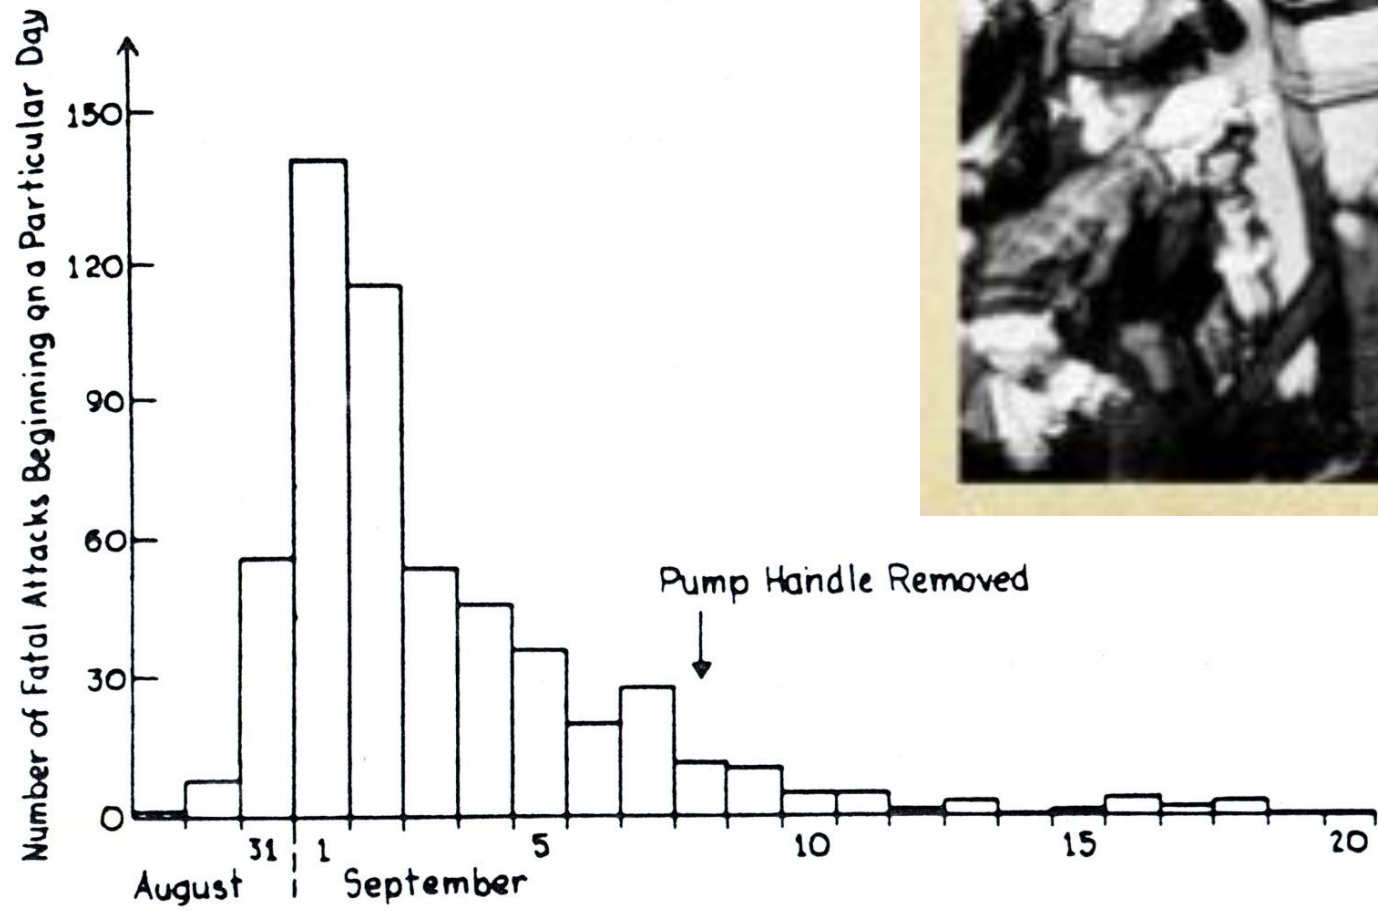 Number of Fatal Attacks Beginning on a Particular Day
150
120
90
60
30
0
Pump Handle Removed
31 1 5 10 15 20
August September